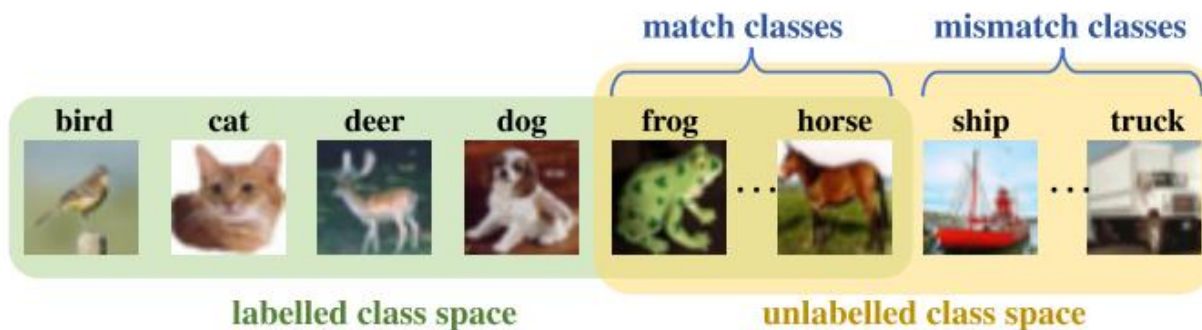 match classes mismatch classes
bird cat deer dog frog horse ship truck
... ...
labelled class space unlabelled class space